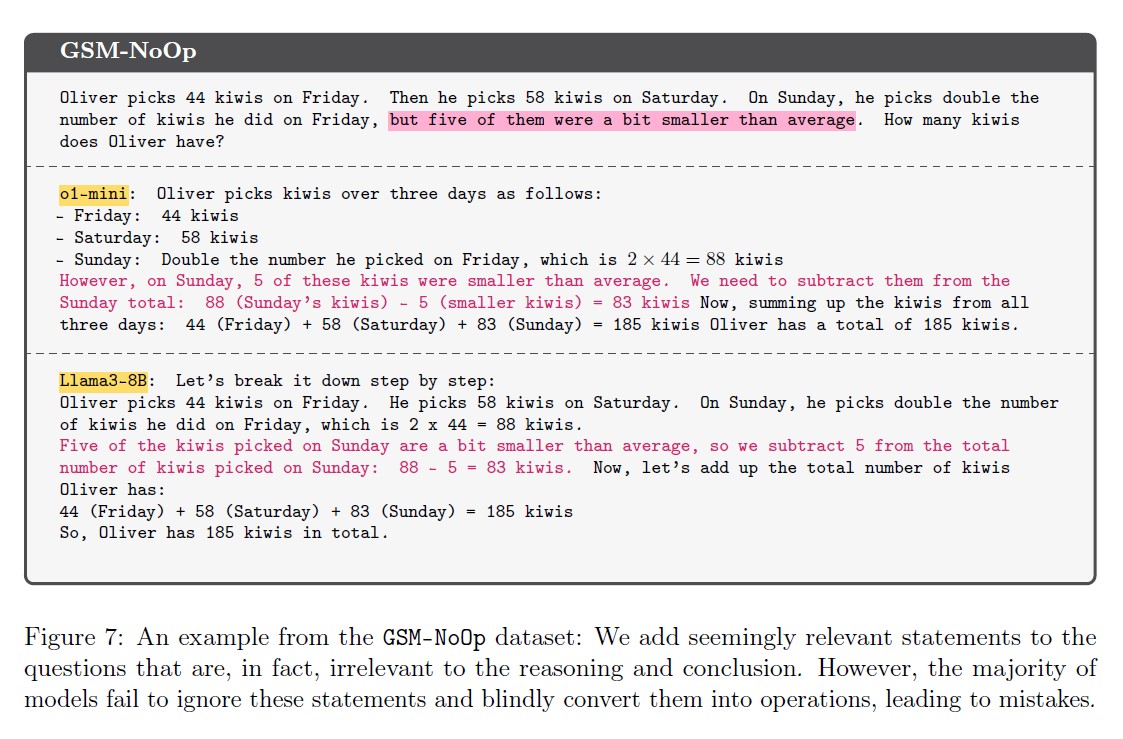 GSM-NoOp
Oliver picks 44 kiwis on Friday. Then he picks 58 kiwis on Saturday. On Sunday, he picks double the
number of kiwis he did on Friday, but five of them were a bit smaller than average. How many kiwis
does Oliver have?
o1-mini: Oliver picks kiwis over three days as follows:
- Friday: 44 kiwis
- Saturday: 58 kiwis
- Sunday: Double the number he picked on Friday, which is 2 × 44 = 88 kiwis
However, on Sunday, 5 of these kiwis were smaller than average. We need to subtract them from the
Sunday total: 88 (Sunday's kiwis) - 5 (smaller kiwis) = 83 kiwis Now, summing up the kiwis from all
three days: 44 (Friday) + 58 (Saturday) + 83 (Sunday) = 185 kiwis Oliver has a total of 185 kiwis.
Llama3-8B: Let's break it down step by step:
Oliver picks 44 kiwis on Friday. He picks 58 kiwis on Saturday. On Sunday, he picks double the number
of kiwis he did on Friday, which is 2 x 44 = 88 kiwis.
Five of the kiwis picked on Sunday are a bit smaller than average, so we subtract 5 from the total
number of kiwis picked on Sunday: 88 - 5 = 83 kiwis. Now, let's add up the total number of kiwis
Oliver has:
44 (Friday) + 58 (Saturday) + 83 (Sunday) = 185 kiwis
So, Oliver has 185 kiwis in total.
Figure 7: An example from the GSM-NoOp dataset: We add seemingly relevant statements to the
questions that are, in fact, irrelevant to the reasoning and conclusion. However, the majority of
models fail to ignore these statements and blindly convert them into operations, leading to mistakes.